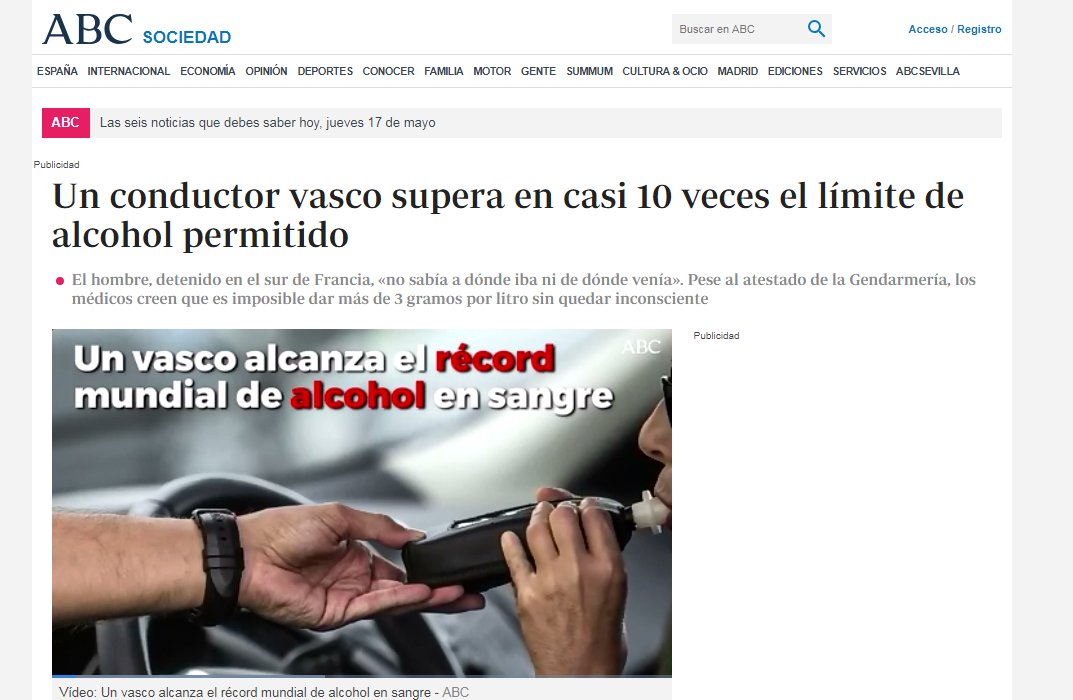 ABC SOCIEDAD
Buscar en ABC
Acceso / Registro
ESPAÑA INTERNACIONAL ECONOMÍA OPINIÓN DEPORTES CONOCER FAMILIA MOTOR GENTE SUMMUM CULTURA & OCIO MADRID EDICIONES SERVICIOS ABCSEVILLA
ABC Las seis noticias que debes saber hoy, jueves 17 de mayo
Publicidad
Un conductor vasco supera en casi 10 veces el límite de
alcohol permitido
El hombre, detenido en el sur de Francia, «no sabía a dónde iba ni de dónde venía». Pese al atestado de la Gendarmería, los
médicos creen que es imposible dar más de 3 gramos por litro sin quedar inconsciente
Un vasco alcanza el récord
mundial de alcohol en sangre
ABC
Publicidad
Vídeo: Un vasco alcanza el récord mundial de alcohol en sangre - ABC